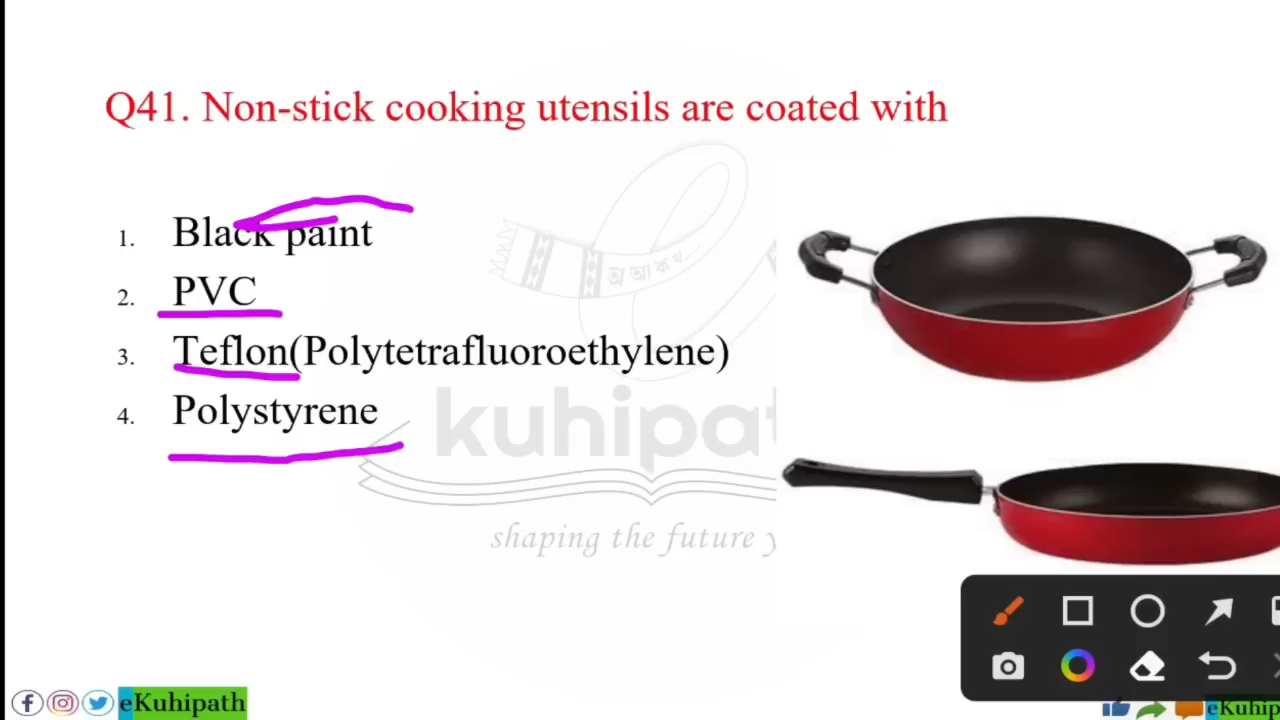 Q41. Non-stick cooking utensils are coated with
1. Black paint
2. PVC
3. Teflon(Polytetrafluoroethylene)
4. Polystyrene
অ আ ক খ....
kuhipat
shaping the future y
eKuhipath
eKuhip